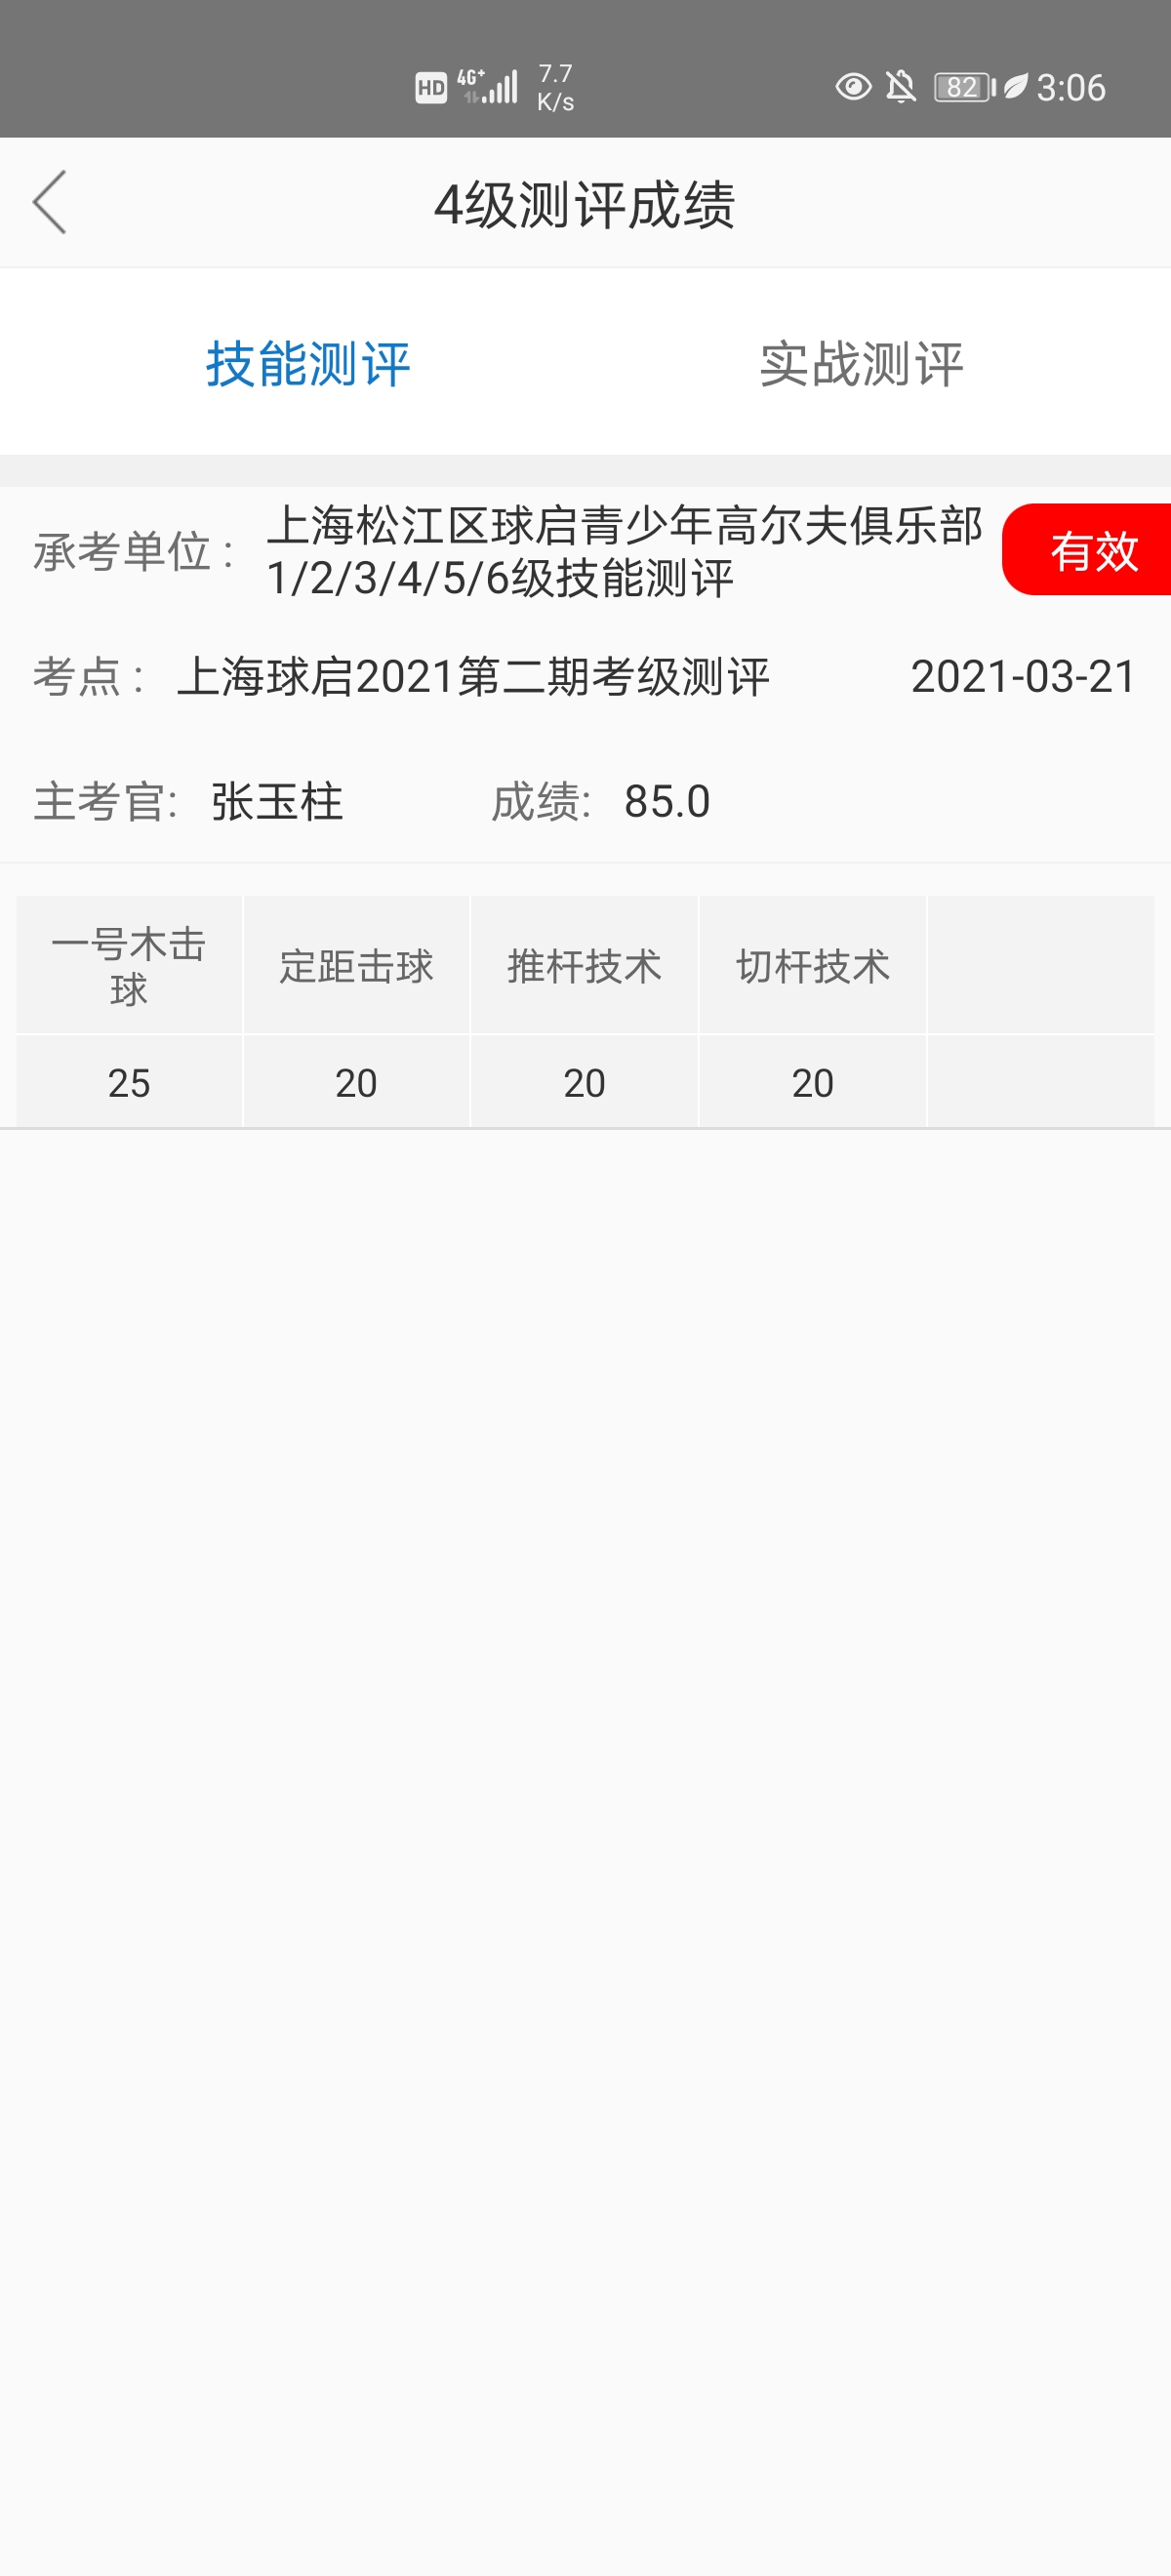 HD 4G+ 7.7 K/s 82 3:06
4级测评成绩
技能测评 实战测评
承考单位： 上海松江区球启青少年高尔夫俱乐部 有效
1/2/3/4/5/6级技能测评
考点： 上海球启2021第二期考级测评 2021-03-21
主考官: 张玉柱 成绩: 85.0
一号木击 定距击球 推杆技术 切杆技术
球
25 20 20 20